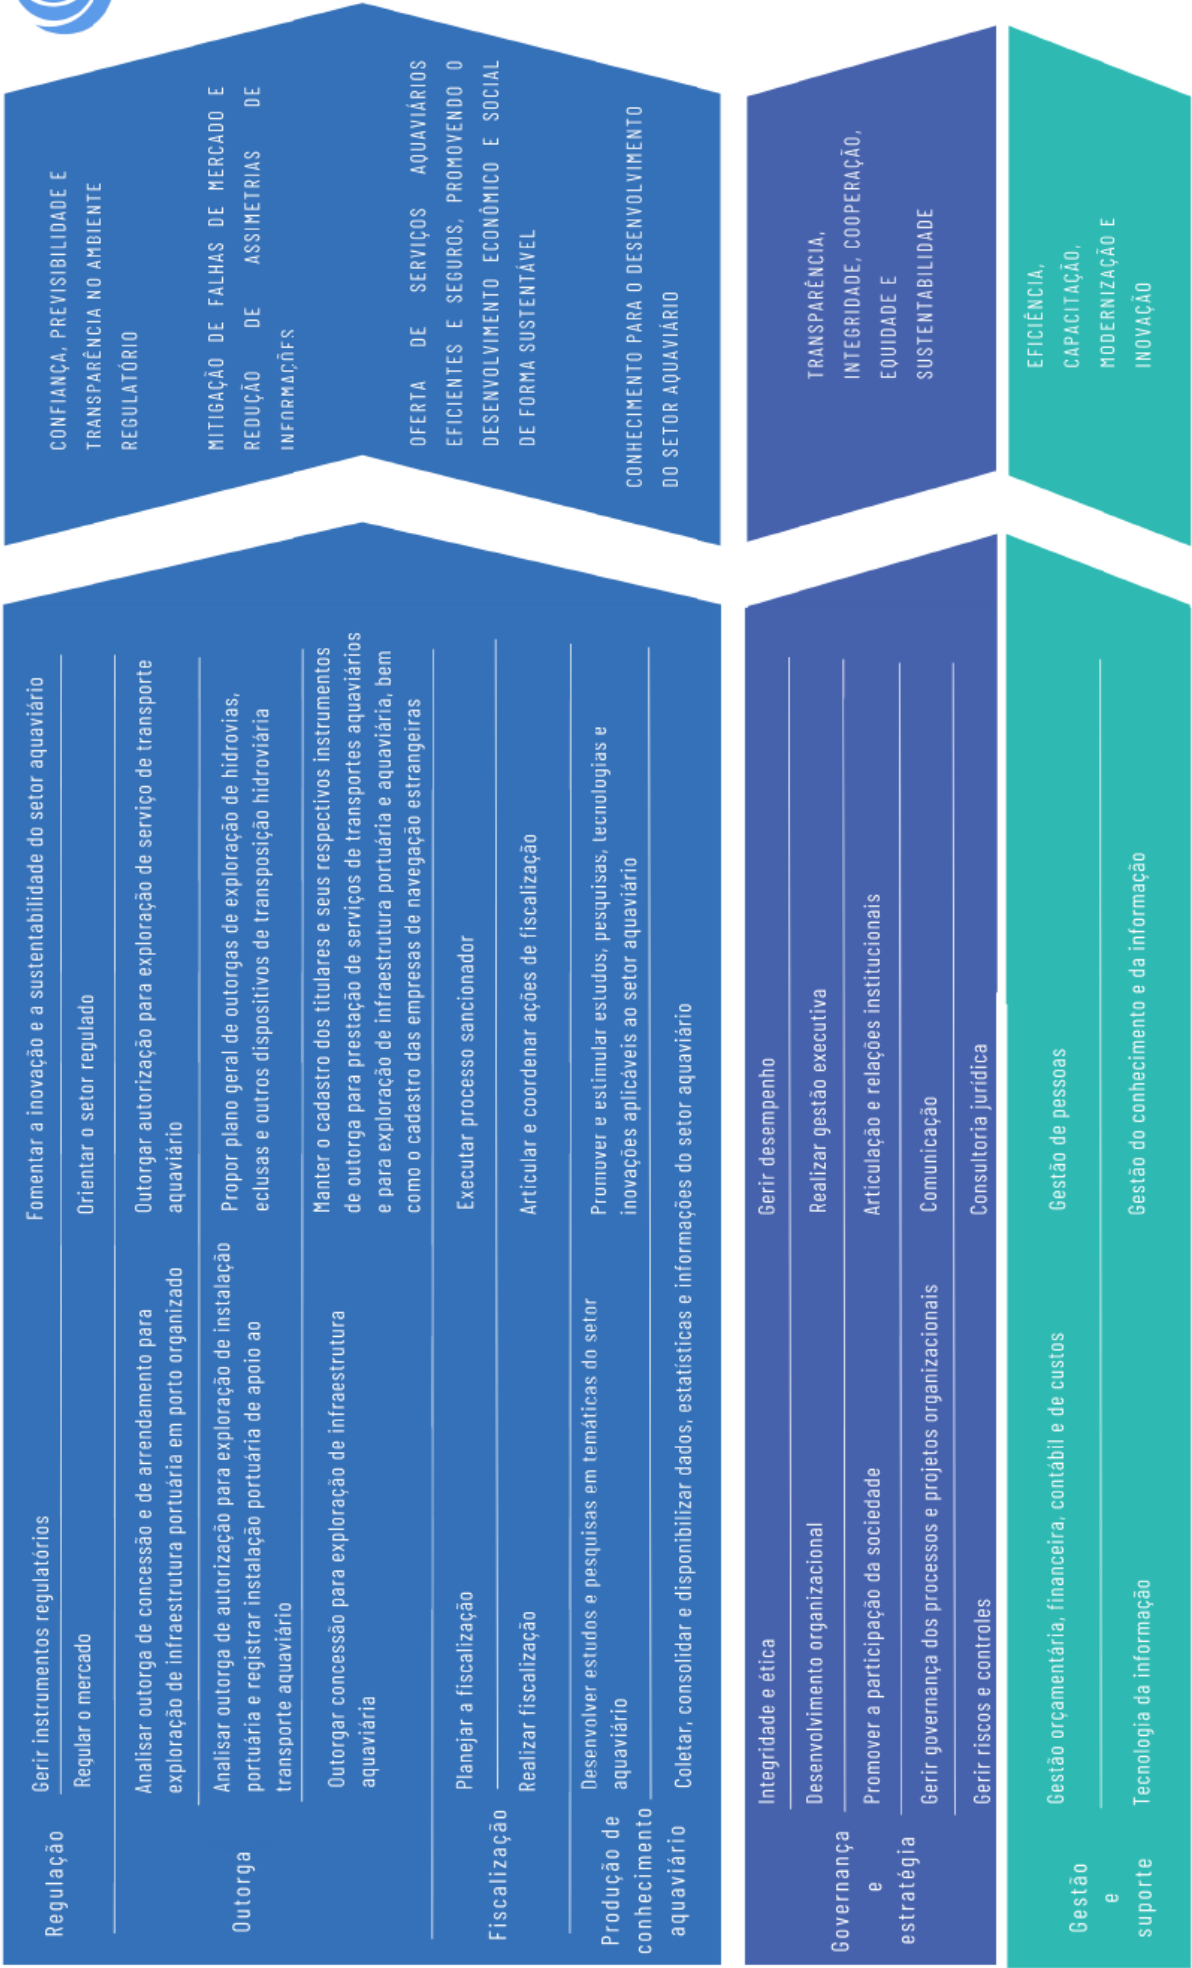 Regulação
Gerir instrumentos regulatórios
Fomentar a inovação e a sustentabilidade do setor aquaviário
Regular o mercado
Orientar o setor regulado
Outorga
Analisar outorga de concessão e de arrendamento para
exploração de infraestrutura portuária em porto organizado
Outorgar autorização para exploração de serviço de transporte
aquaviário
Analisar outorga de autorização para exploração de instalação
portuária e registrar instalação portuária de apoio ao
transporte aquaviário
Propor plano geral de outorgas de exploração de hidrovias,
eclusas e outros dispositivos de transposição hidroviária
Outorgar concessão para exploração de infraestrutura
aquaviária
Manter o cadastro dos titulares e seus respectivos instrumentos
de outorga para prestação de serviços de transportes aquaviários
e para exploração de infraestrutura portuária e aquaviária, bem
como o cadastro das empresas de navegação estrangeiras
Fiscalização
Planejar a fiscalização
Executar processo sancionador
Realizar fiscalização
Articular e coordenar ações de fiscalização
Produção de
conhecimento
aquaviário
Desenvolver estudos e pesquisas em temáticas do setor
aquaviário
Promover e estimular estudos, pesquisas, tecnologias e
inovações aplicáveis ao setor aquaviário
Coletar, consolidar e disponibilizar dados, estatísticas e informações do setor aquaviário
CONFIANÇA, PREVISIBILIDADE E
TRANSPARÊNCIA NO AMBIENTE
REGULATÓRIO
MITIGAÇÃO DE FALHAS DE MERCADO E
REDUÇÃO DE ASSIMETRIAS DE
INFORMAÇÕES
OFERTA DE SERVIÇOS AQUAVIÁRIOS
EFICIENTES E SEGUROS, PROMOVENDO O
DESENVOLVIMENTO ECONÔMICO E SOCIAL
DE FORMA SUSTENTÁVEL
CONHECIMENTO PARA O DESENVOLVIMENTO
DO SETOR AQUAVIÁRIO
Governança
e
estratégia
Integridade e ética
Gerir desempenho
Desenvolvimento organizacional
Realizar gestão executiva
Promover a participação da sociedade
Articulação e relações institucionais
Gerir governança dos processos e projetos organizacionais
Comunicação
Gerir riscos e controles
Consultoria jurídica
TRANSPARÊNCIA,
INTEGRIDADE, COOPERAÇÃO,
EQUIDADE E
SUSTENTABILIDADE
Gestão
e
suporte
Gestão orçamentária, financeira, contábil e de custos
Gestão de pessoas
Tecnologia da informação
Gestão do conhecimento e da informação
EFICIÊNCIA,
CAPACITAÇÃO,
MODERNIZAÇÃO E
INOVAÇÃO